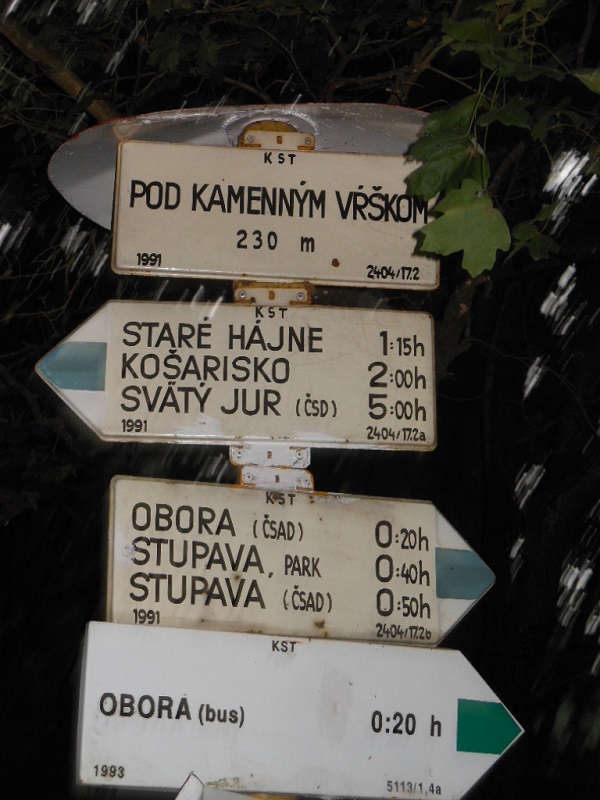 KST
POD KAMENNÝM VŔŠKOM
230 m
1991 2404/17.2
KST
STARÉ HÁJNE 1:15h
KOŠARISKO 2:00h
SVÄTÝ JUR (ČSD) 5:00h
1991 2404/17.2a
KST
OBORA (ČSAD) 0:20h
STUPAVA, PARK 0:40h
STUPAVA (ČSAD) 0:50h
1991 2404/17.2b
KST
OBORA (bus) 0:20 h
1993 5113/1,4a